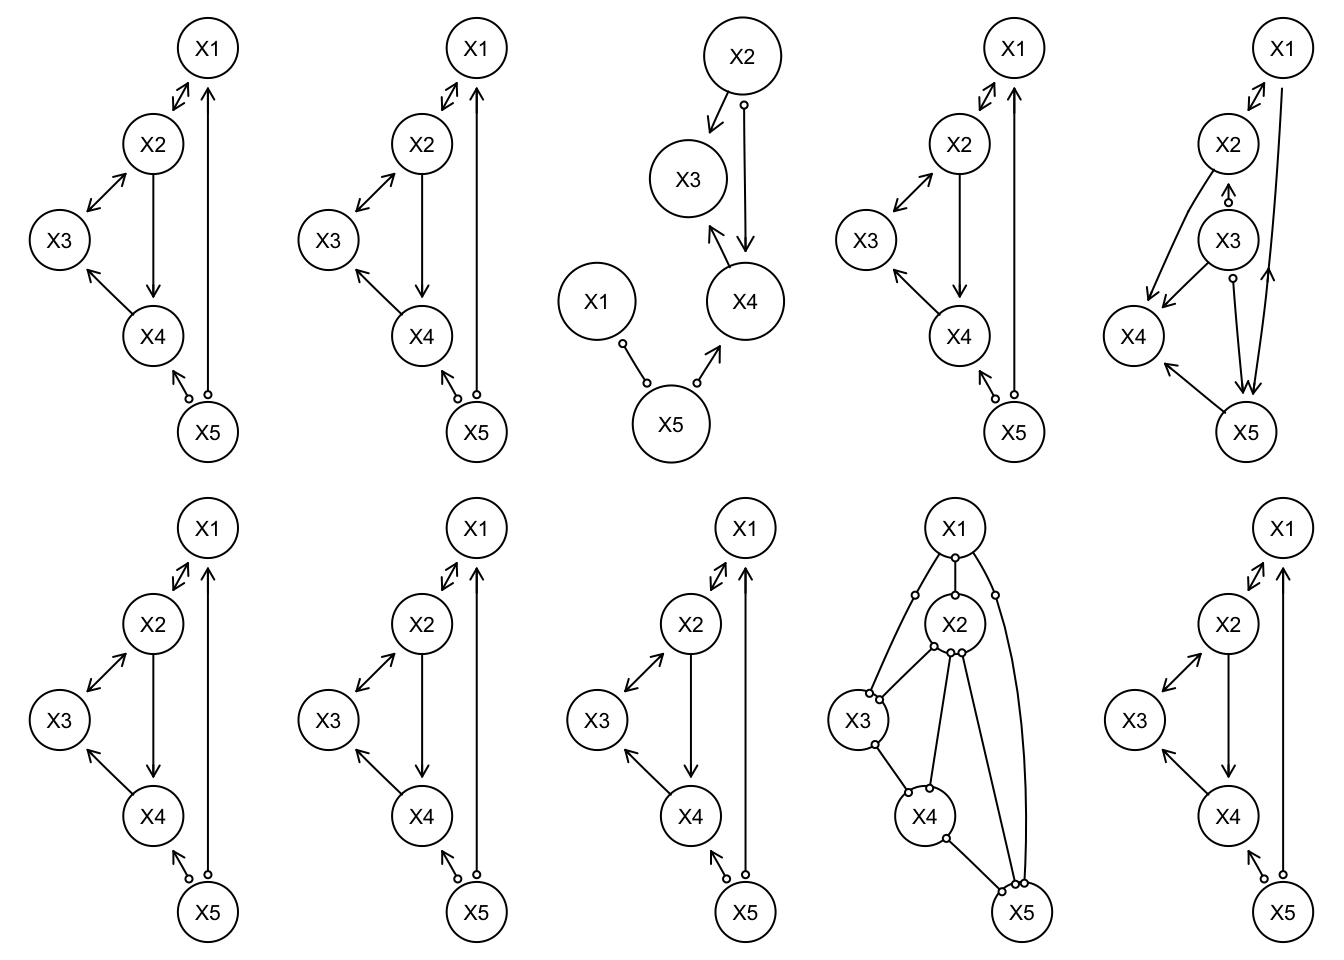 X1 X1 X2 X1 X1
X2 X2 X3 X2 X2
X3 X3 X1 X4 X3 X3
X4 X4 X5 X4 X4
X5 X5 X5 X5
X1 X1 X1 X1 X1
X2 X2 X2 X2 X2
X3 X3 X3 X3 X3
X4 X4 X4 X4 X4
X5 X5 X5 X5 X5